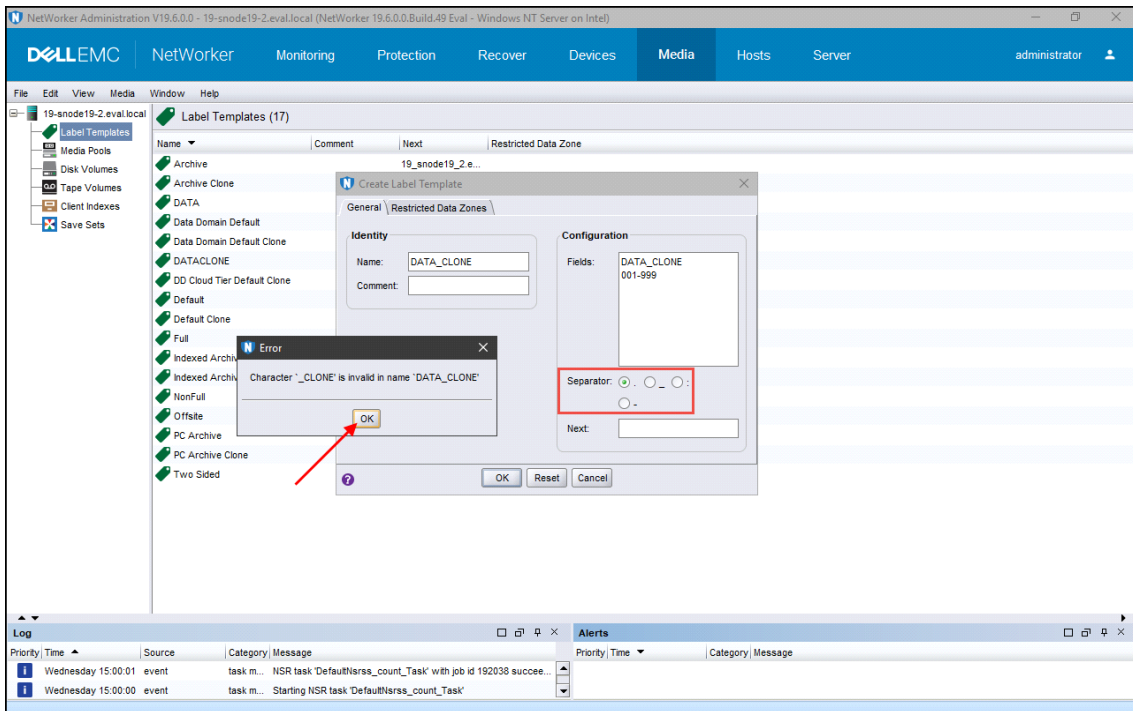 NetWorker Administration V19.6.0.0 - 19-snode19-2.eval.local (NetWorker 19.6.0.0.Build.49 Eval - Windows NT Server on Intel)
DELLEMC NetWorker Monitoring Protection Recover Devices Media Hosts Server administrator
File Edit View Media Window Help
19-snode19-2.eval.local
Label Templates
Media Pools
Disk Volumes
Tape Volumes
Client Indexes
Save Sets
Label Templates (17)
Name Comment Next Restricted Data Zone
Archive 19_snode19_2.e...
Archive Clone
DATA
Data Domain Default
Data Domain Default Clone
DATACLONE
DD Cloud Tier Default Clone
Default
Default Clone
Full
Indexed Archiv
Indexed Archiv
NonFull
Offsite
PC Archive
PC Archive Clone
Two Sided
Create Label Template
General Restricted Data Zones
Identity
Name: DATA_CLONE
Comment:
Configuration
Fields: DATA_CLONE
001-999
Separator: . _ :
-
Next:
OK Reset Cancel
Error
Character `_CLONE' is invalid in name `DATA_CLONE'
OK
Log
Priority Time Source Category Message
Wednesday 15:00:01 event task m... NSR task 'DefaultNsrss_count_Task' with job id 192038 succee...
Wednesday 15:00:00 event task m... Starting NSR task 'DefaultNsrss_count_Task'
Alerts
Priority Time Category Message